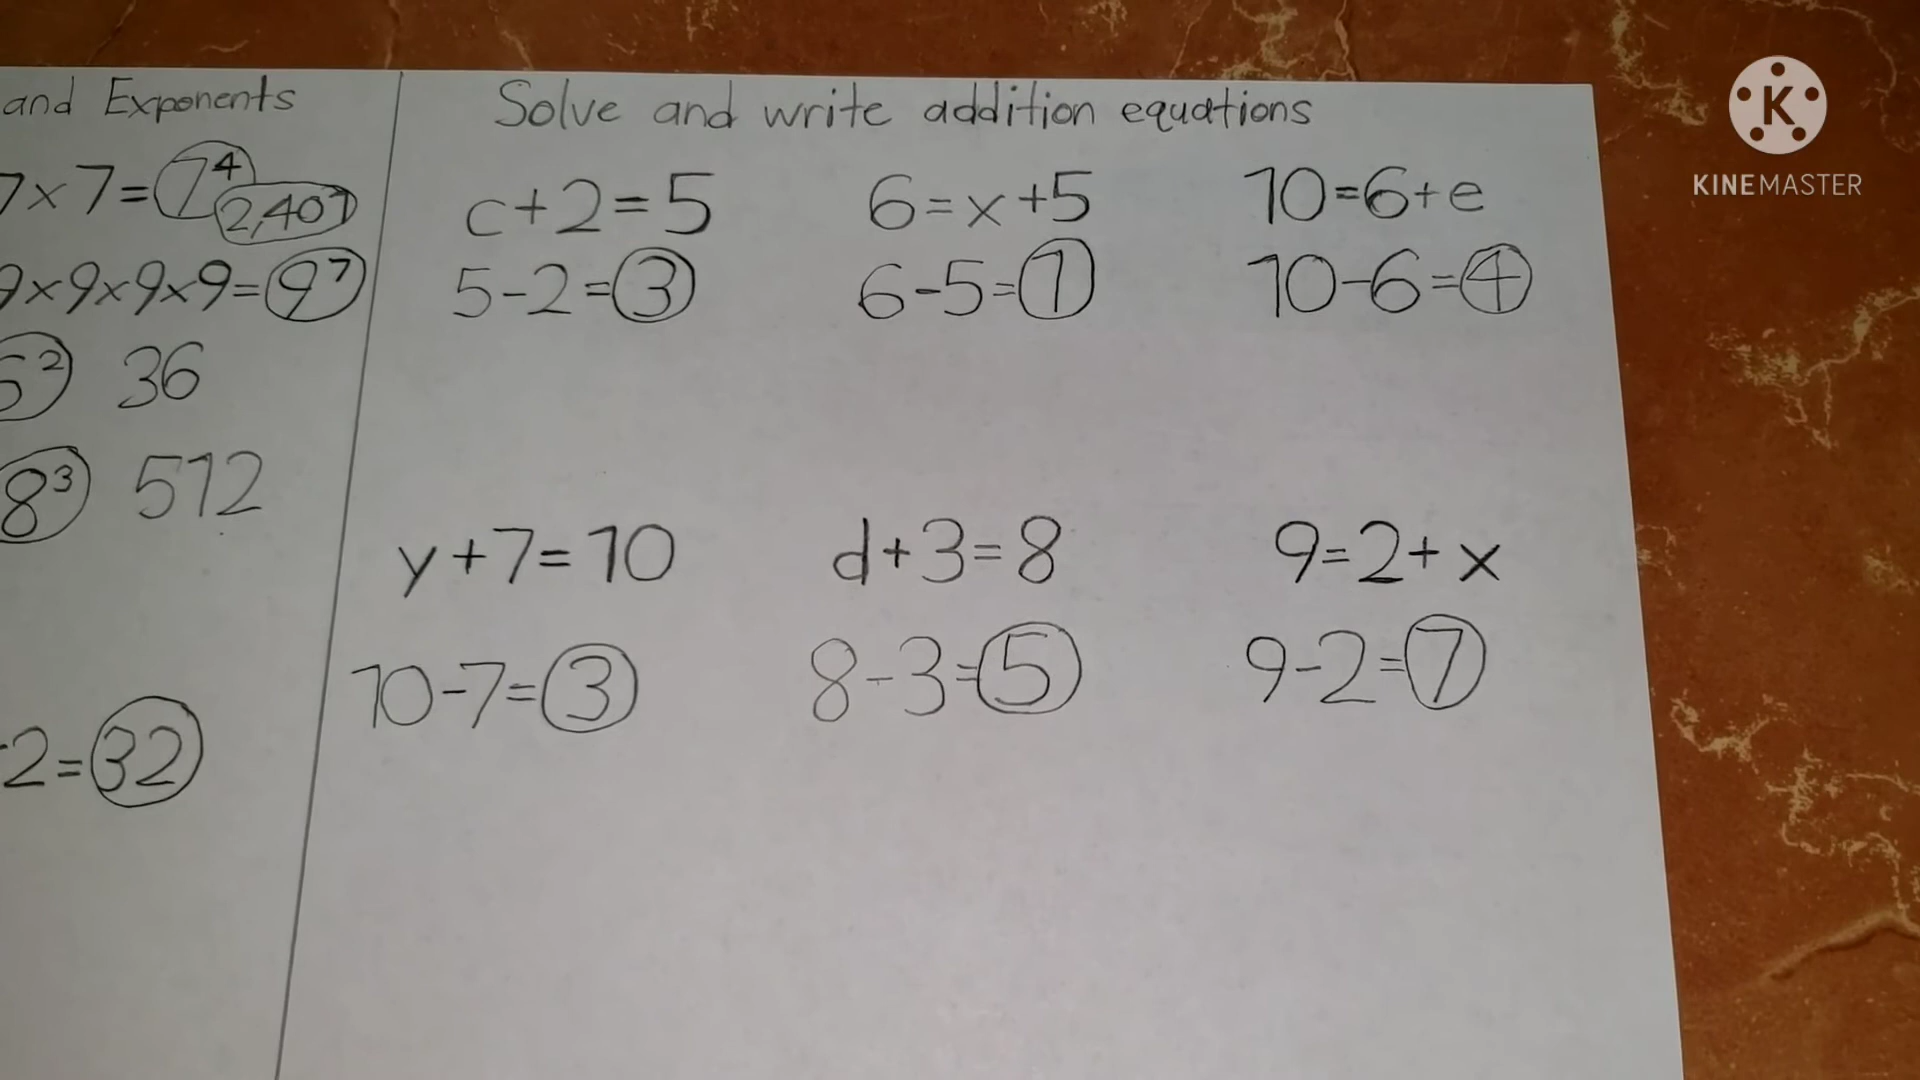 and Exponents
7×7=7⁴
2,401
9×9×9×9=9⁷
² 36
8³ 512
2=32
Solve and write addition equations
c+2=5 6=x+5 10=6+e
5-2=3 6-5=1 10-6=4
y+7=10 d+3=8 9=2+x
10-7=3 8-3=5 9-2=7
K
KINEMASTER